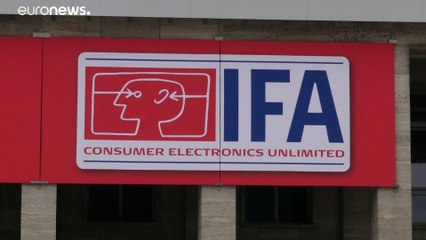 euronews.
IFA
CONSUMER ELECTRONICS UNLIMITED